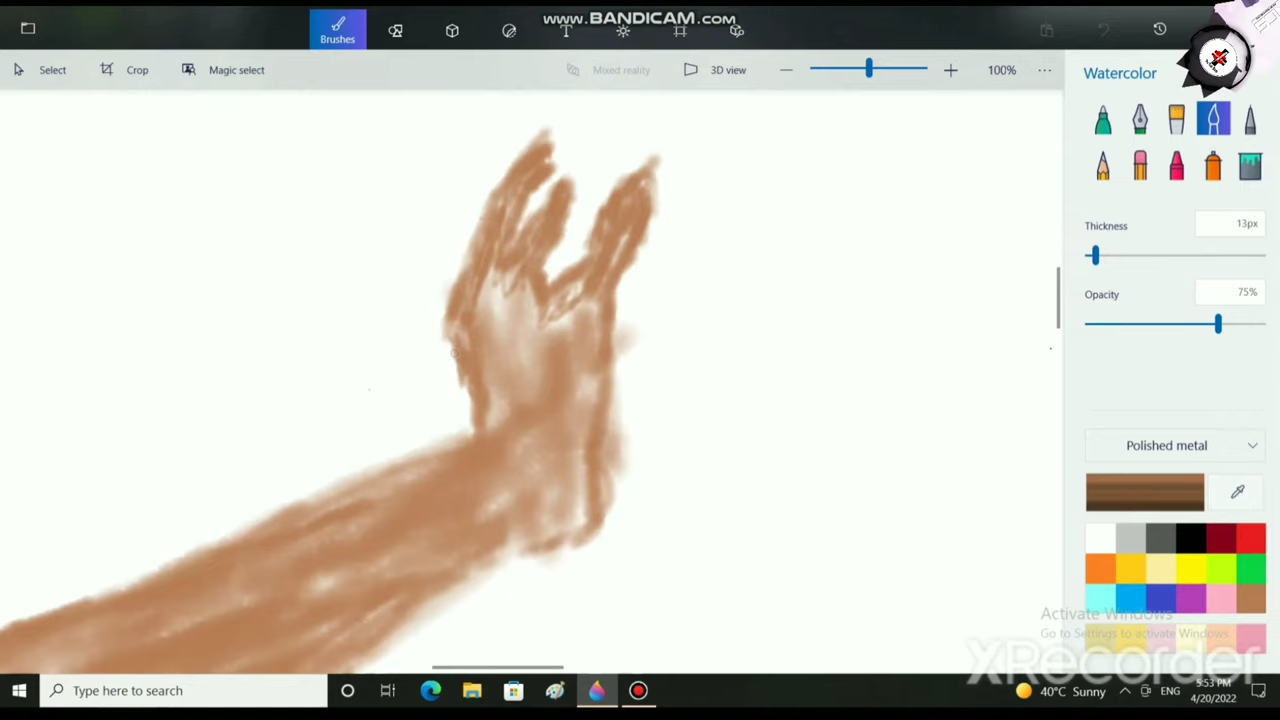 www.BANDICAM.com
Brushes
Select
Crop
Magic select
Mixed reality
3D view
100%
Watercolor
Thickness
13px
Opacity
75%
Polished metal
Activate Windows
Go to Settings to activate Windows.
XRecorder
Type here to search
40°C Sunny
ENG
5:53 PM
4/20/2022